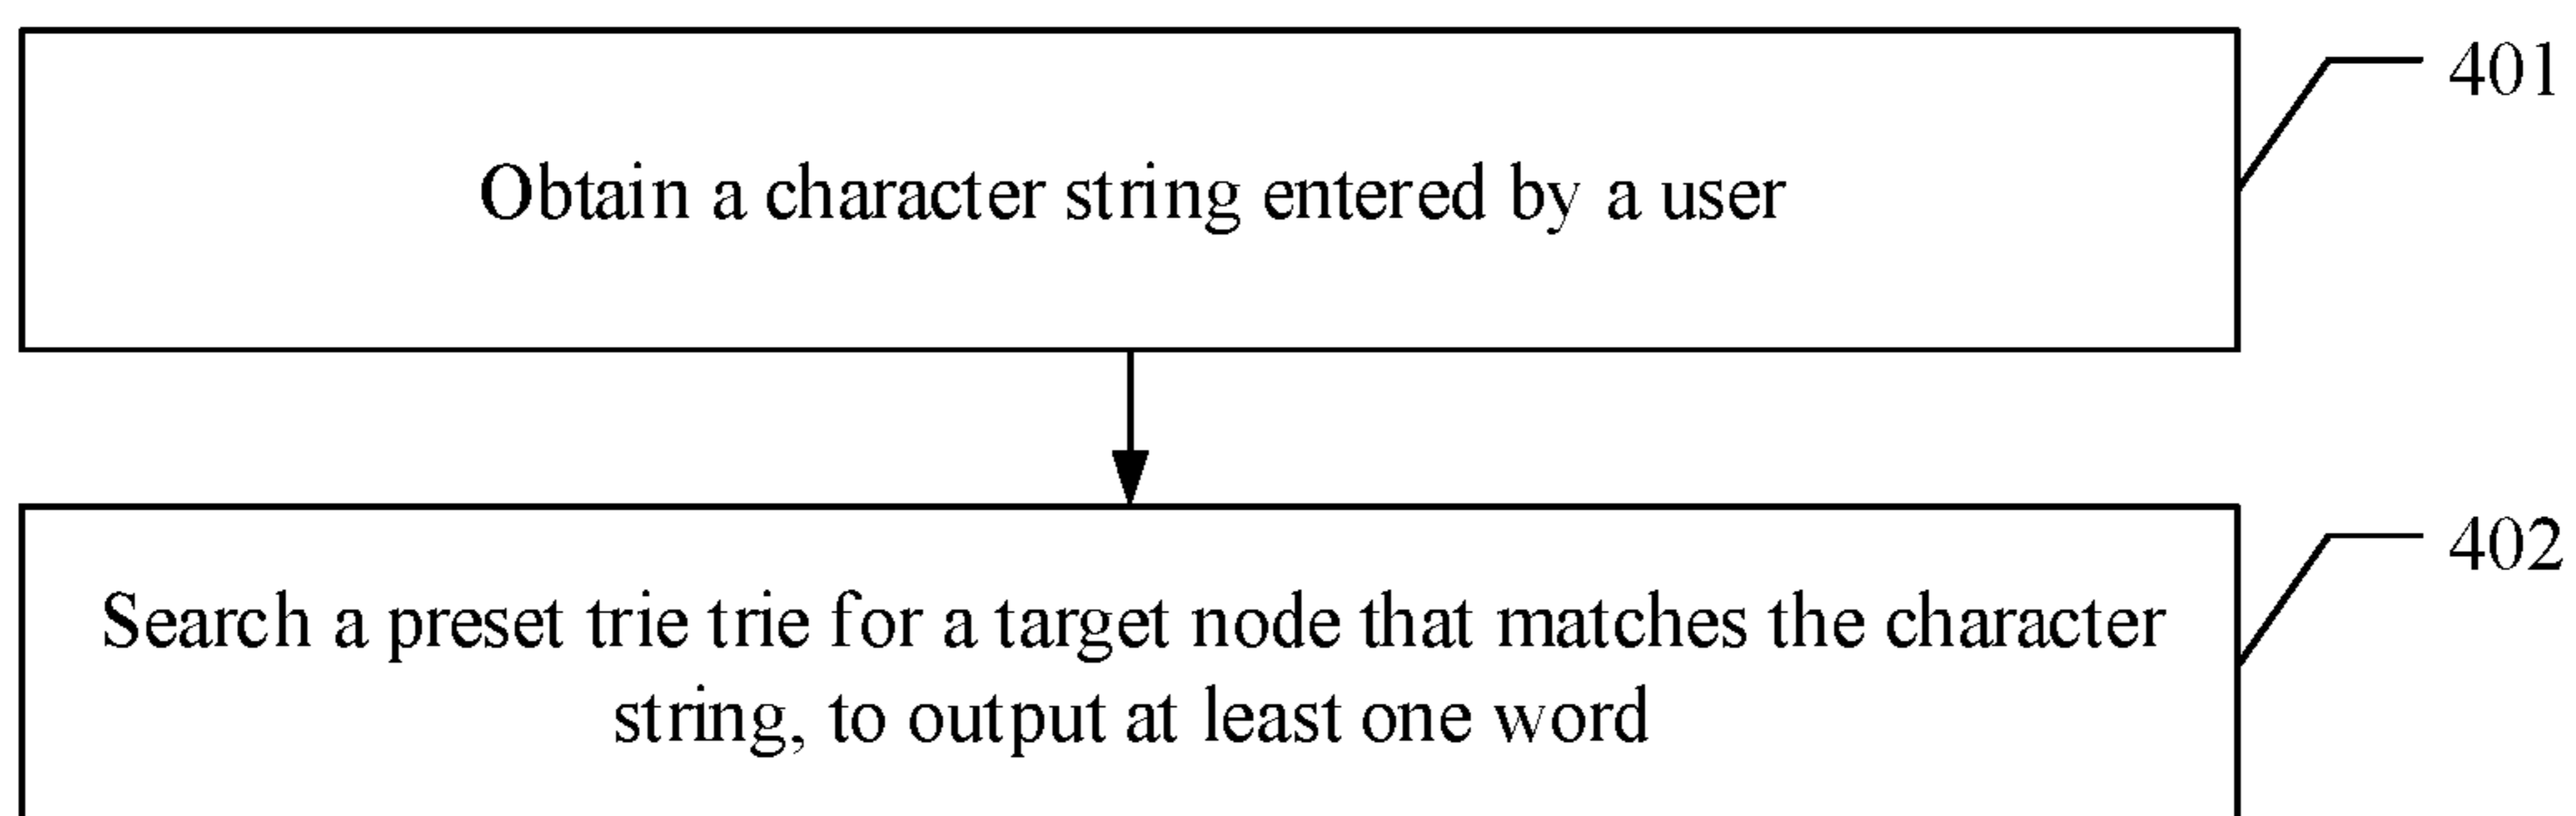 401
Obtain a character string entered by a user
402
Search a preset trie trie for a target node that matches the character
string, to output at least one word